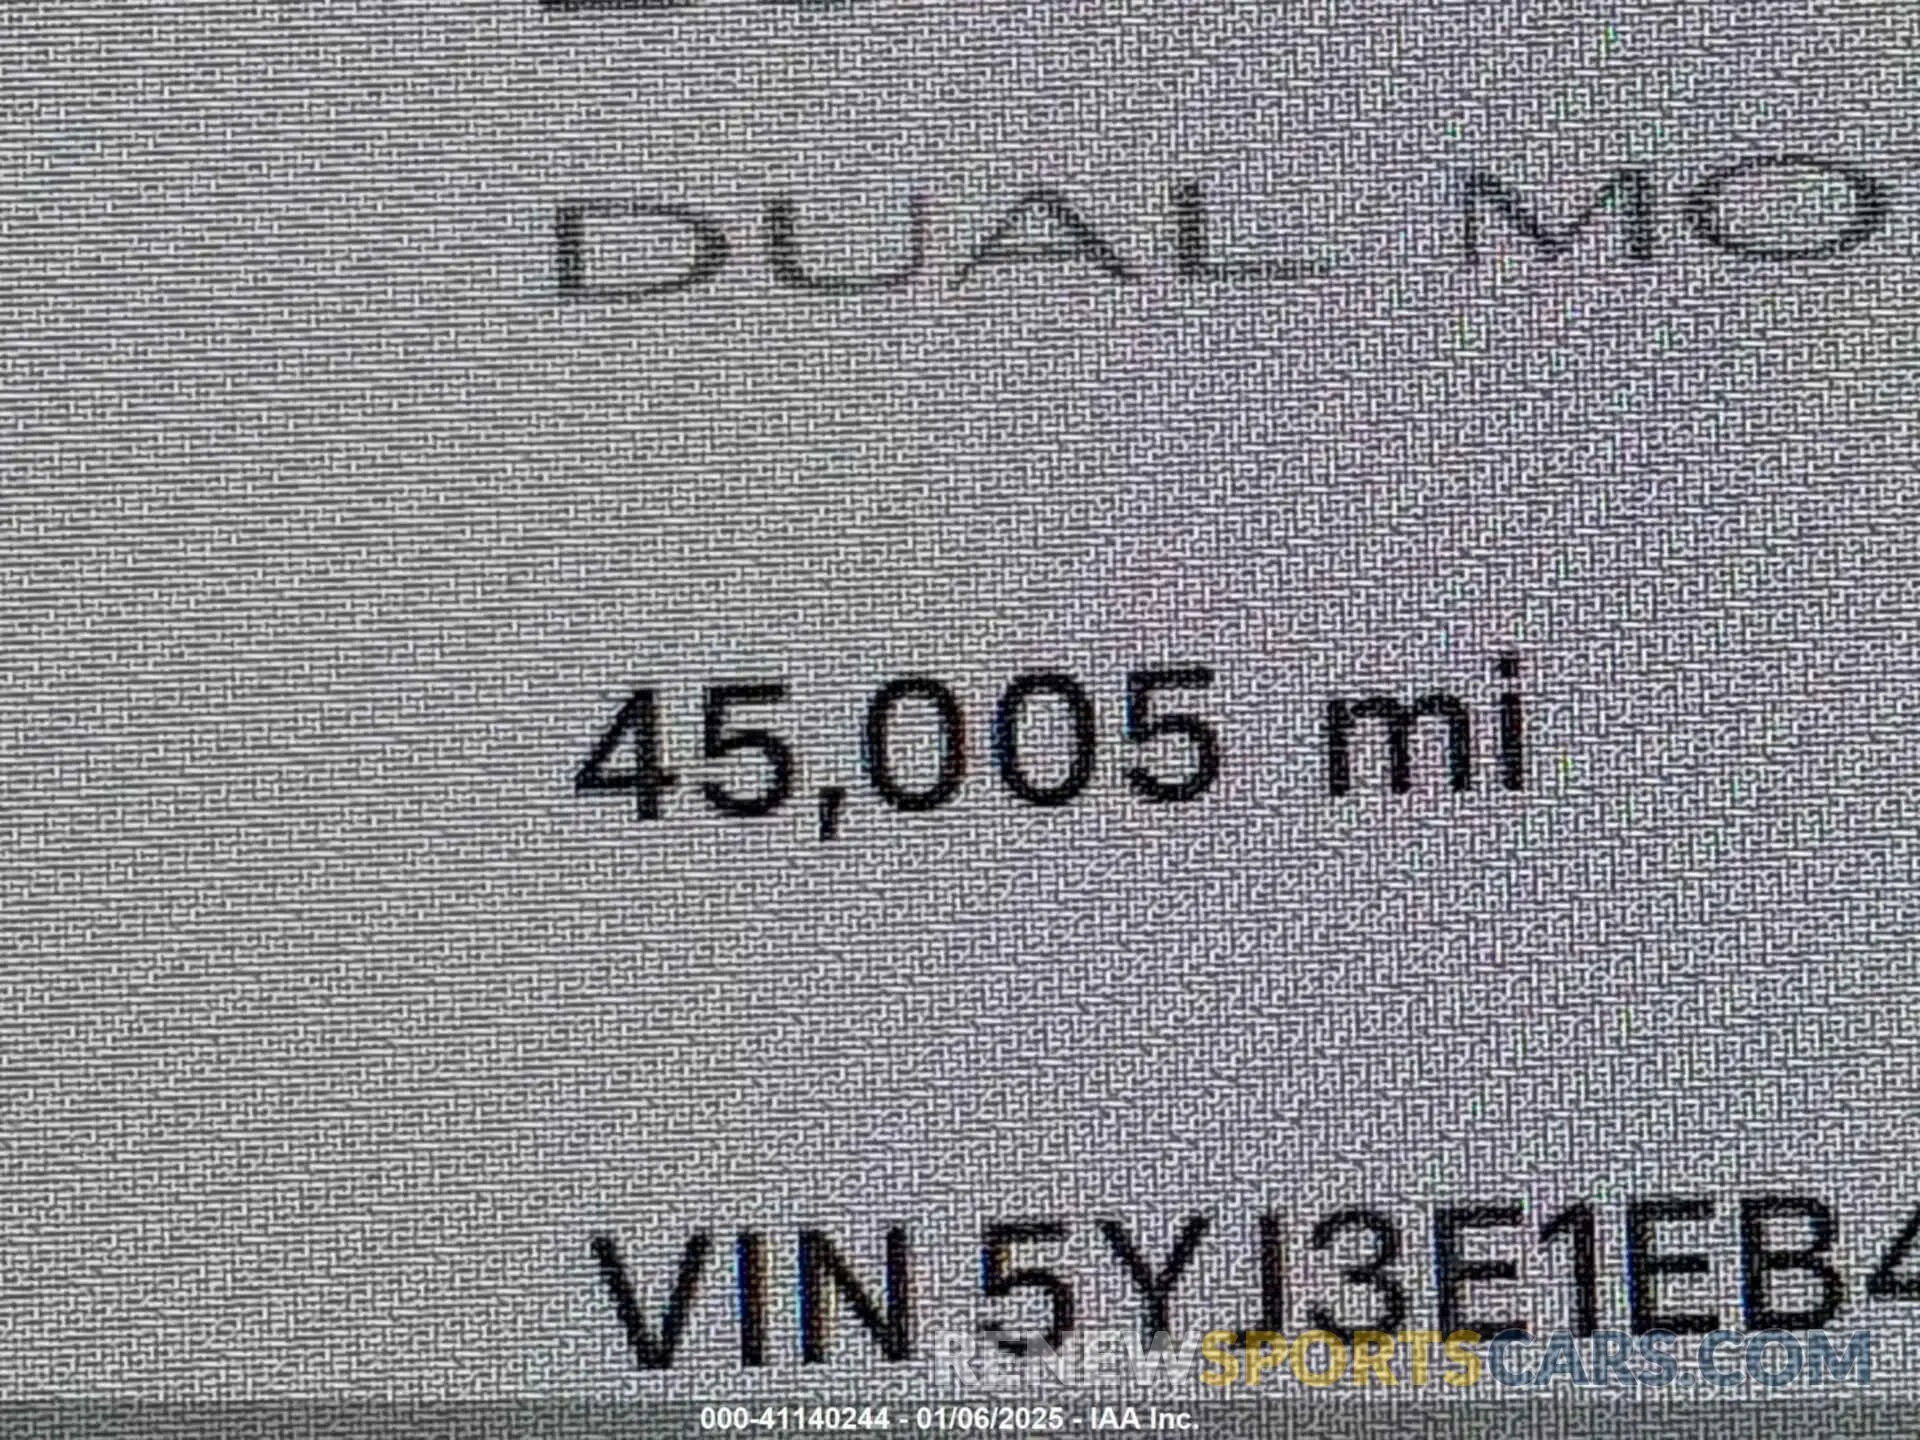 DUAL MO
45,005 mi
VIN 5YJ3E1EB4
RENEWSPORTSCARS.COM
000-41140244 - 01/06/2025 - IAA Inc.